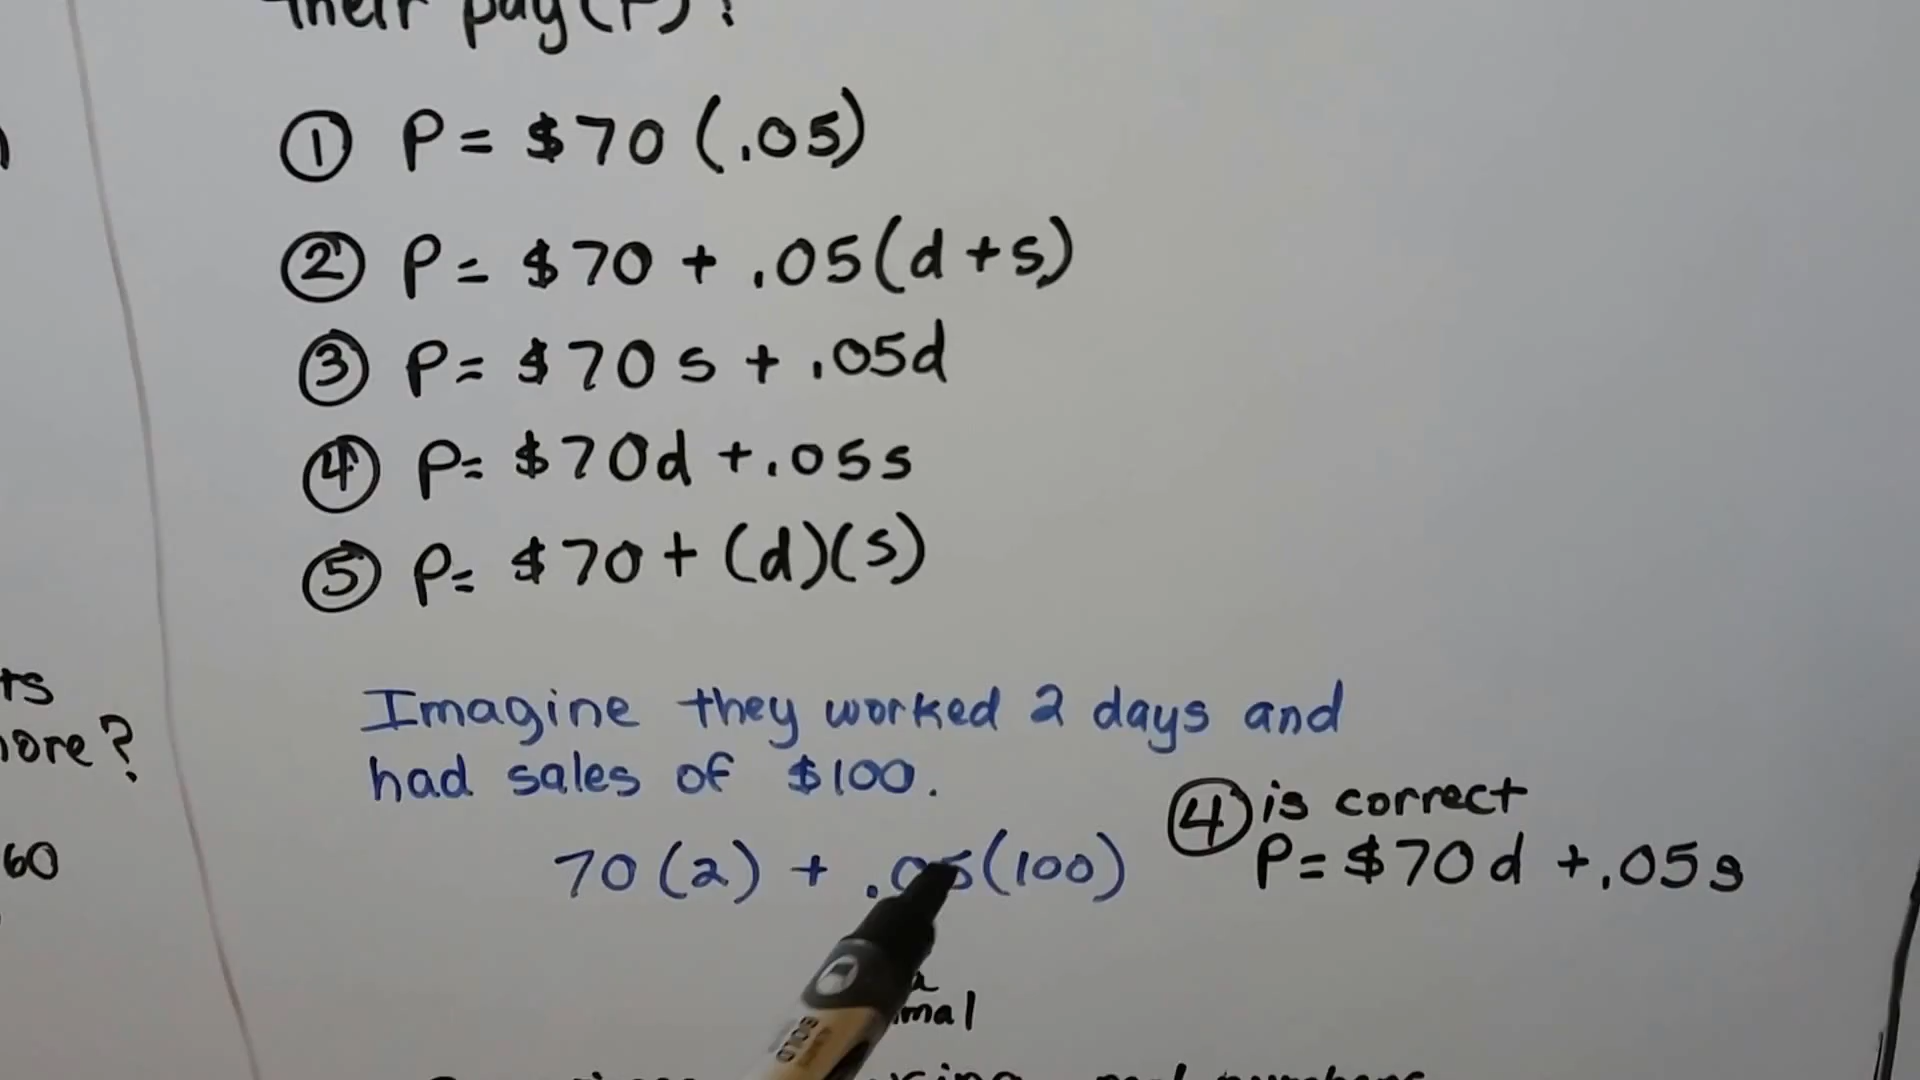 their pay(P)?
① P = $70 (.05)
② P = $70 + .05(d+s)
③ P = $70s + .05d
④ P = $70d + .05s
⑤ P = $70 + (d)(s)
ts
more?
60
Imagine they worked 2 days and
had sales of $100.
70(2) + .05(100)
④ is correct
P = $70d + .05s
mal